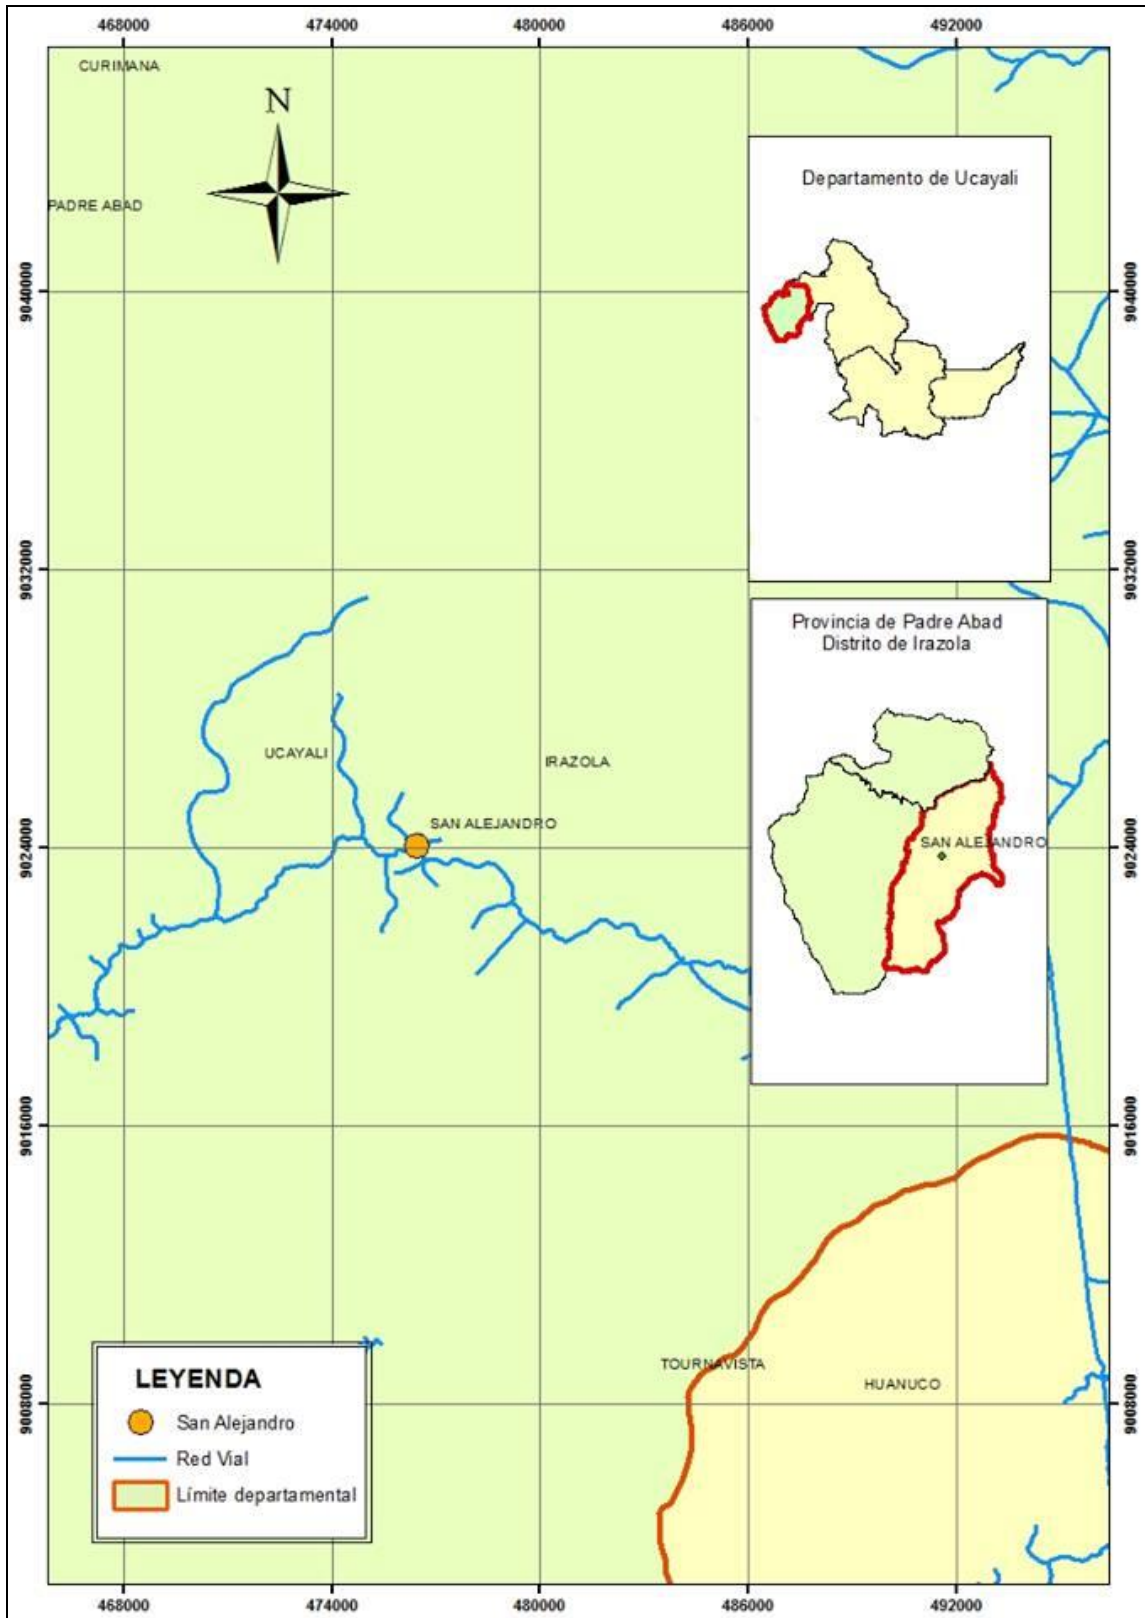 468000
474000
480000
486000
492000
CURIMANA
N
PADRE ABAD
Departamento de Ucayali
9040000
9040000
9032000
9032000
Provincia de Padre Abad
Distrito de Irazola
UCAYALI
IRAZOLA
SAN ALEJANDRO
SAN ALEJANDRO
9024000
9024000
9016000
9016000
TOURNAVISTA
HUANUCO
9008000
9008000
LEYENDA
San Alejandro
Red Vial
Límite departamental
468000
474000
480000
486000
492000